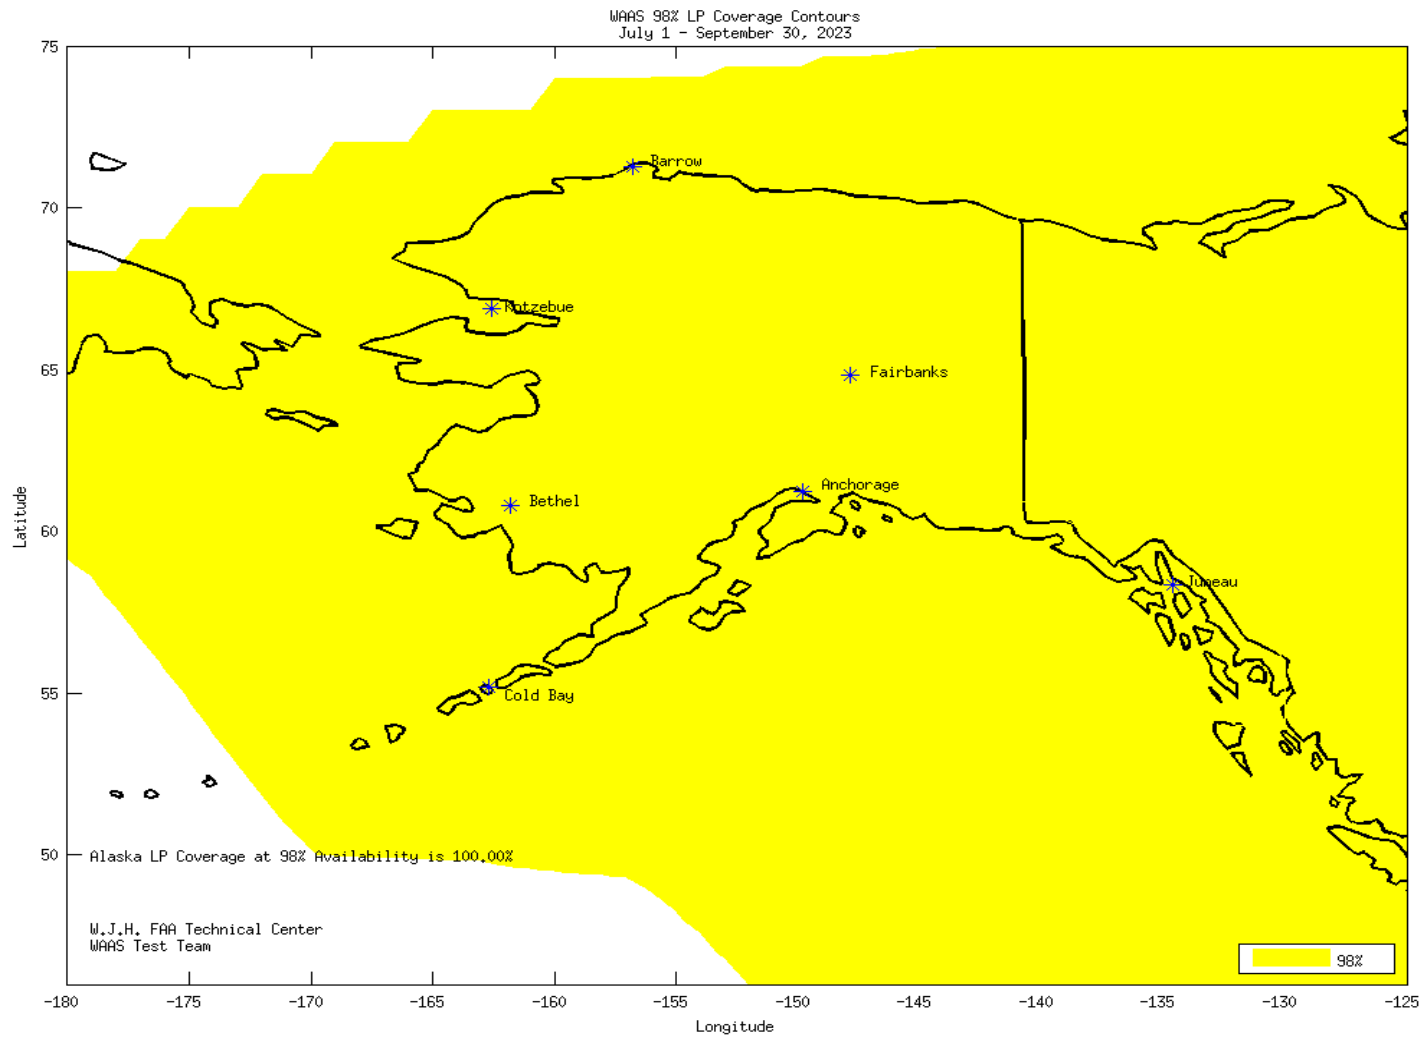 WAAS 98% LP Coverage Contours
July 1 - September 30, 2023
75
70
65
60
55
50
Latitude
Barrow
Kotzebue
Fairbanks
Anchorage
Bethel
Juneau
Cold Bay
Alaska LP Coverage at 98% Availability is 100.00%
W.J.H. FAA Technical Center
WAAS Test Team
98%
-180 -175 -170 -165 -160 -155 -150 -145 -140 -135 -130 -125
Longitude